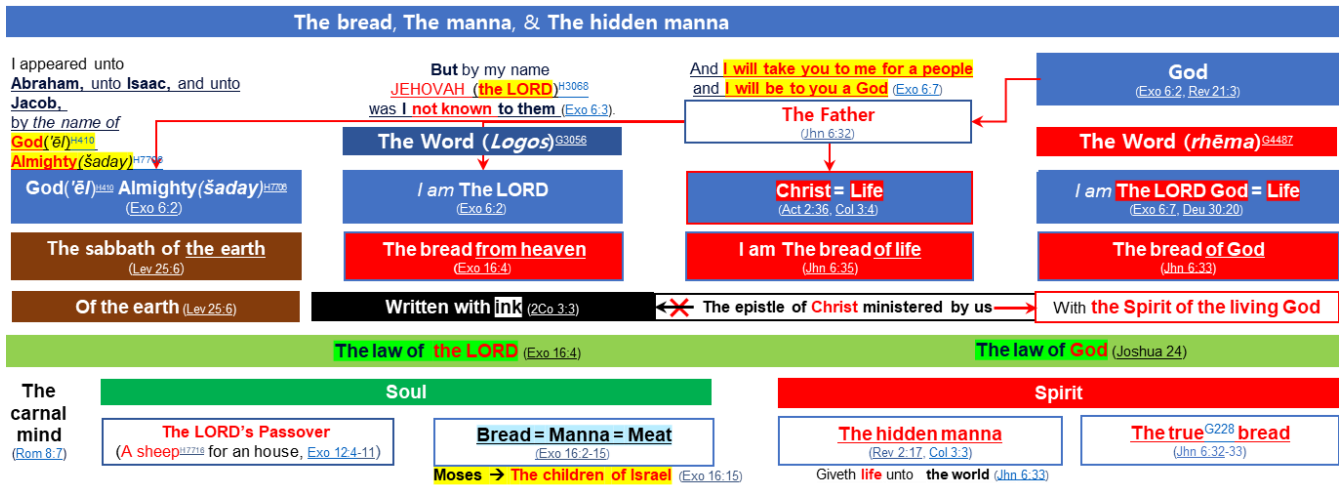 The bread, The manna, & The hidden manna
I appeared unto
Abraham, unto Isaac, and unto
Jacob,
by the name of
God('ēl)H410
Almighty(šaday)H7706
But by my name
JEHOVAH (the LORD)H3068
was I not known to them (Exo 6:3).
And I will take you to me for a people
and I will be to you a God (Exo 6:7)
God
(Exo 6:2, Rev 21:3)
The Father
(Jhn 6:32)
The Word (Logos)G3056
The Word (rhēma)G4487
God('ēl)H410 Almighty(šaday)H7706
(Exo 6:2)
I am The LORD
(Exo 6:2)
Christ = Life
(Act 2:36, Col 3:4)
I am The LORD God = Life
(Exo 6:7, Deu 30:20)
The sabbath of the earth
(Lev 25:6)
The bread from heaven
(Exo 16:4)
I am The bread of life
(Jhn 6:35)
The bread of God
(Jhn 6:33)
Of the earth (Lev 25:6)
Written with ink (2Co 3:3)
The epistle of Christ ministered by us
With the Spirit of the living God
The law of the LORD (Exo 16:4)
The law of God (Joshua 24)
The
carnal
mind
(Rom 8:7)
Soul
Spirit
The LORD's Passover
(A sheepH7716 for an house, Exo 12:4-11)
Bread = Manna = Meat
(Exo 16:2-15)
Moses → The children of Israel (Exo 16:15)
The hidden manna
(Rev 2:17, Col 3:3)
Giveth life unto the world (Jhn 6:33)
The trueG228 bread
(Jhn 6:32-33)